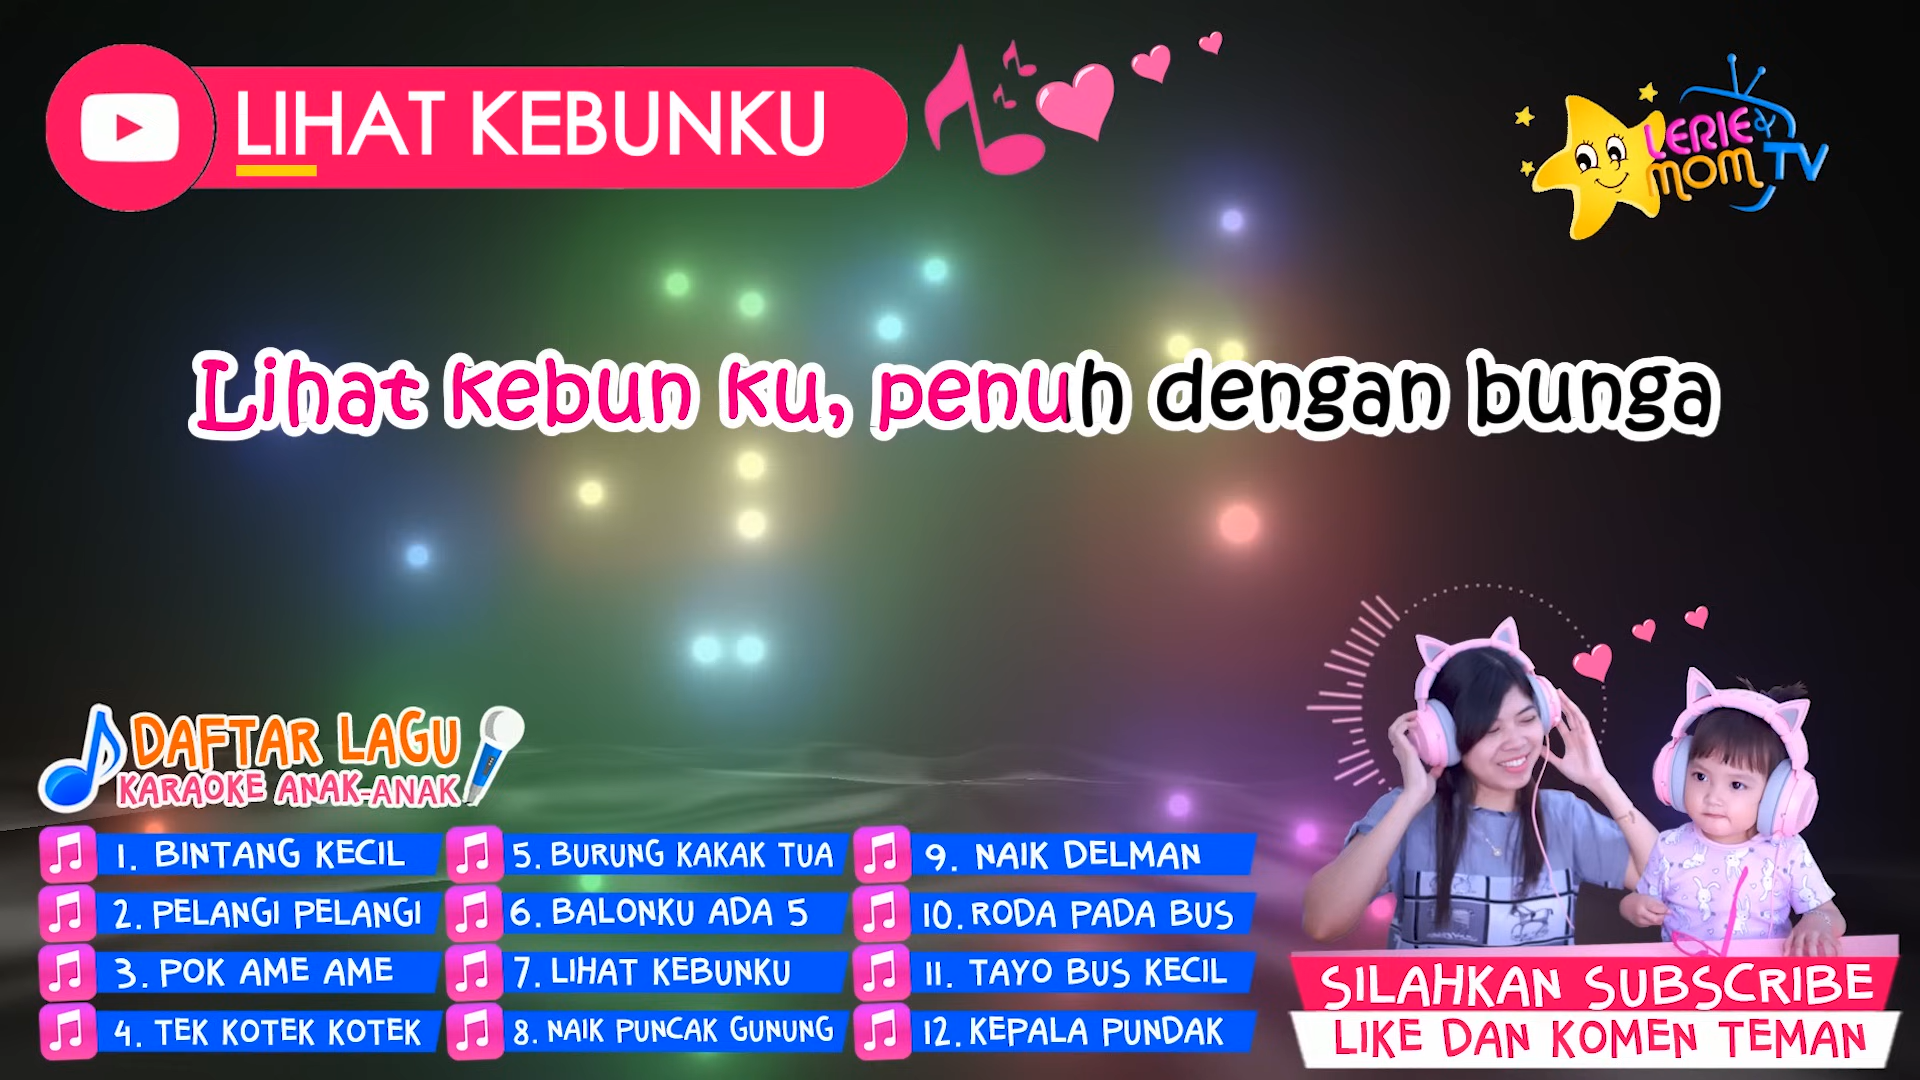 LIHAT KEBUNKU
LERIE &
MOM TV
Lihat kebun ku, penuh dengan bunga
DAFTAR LAGU
KARAOKE ANAK-ANAK
1. BINTANG KECIL
2. PELANGI PELANGI
3. POK AME AME
4. TEK KOTEK KOTEK
5. BURUNG KAKAK TUA
6. BALONKU ADA 5
7. LIHAT KEBUNKU
8. NAIK PUNCAK GUNUNG
9. NAIK DELMAN
10. RODA PADA BUS
11. TAYO BUS KECIL
12. KEPALA PUNDAK
SILAHKAN SUBSCRIBE
LIKE DAN KOMEN TEMAN